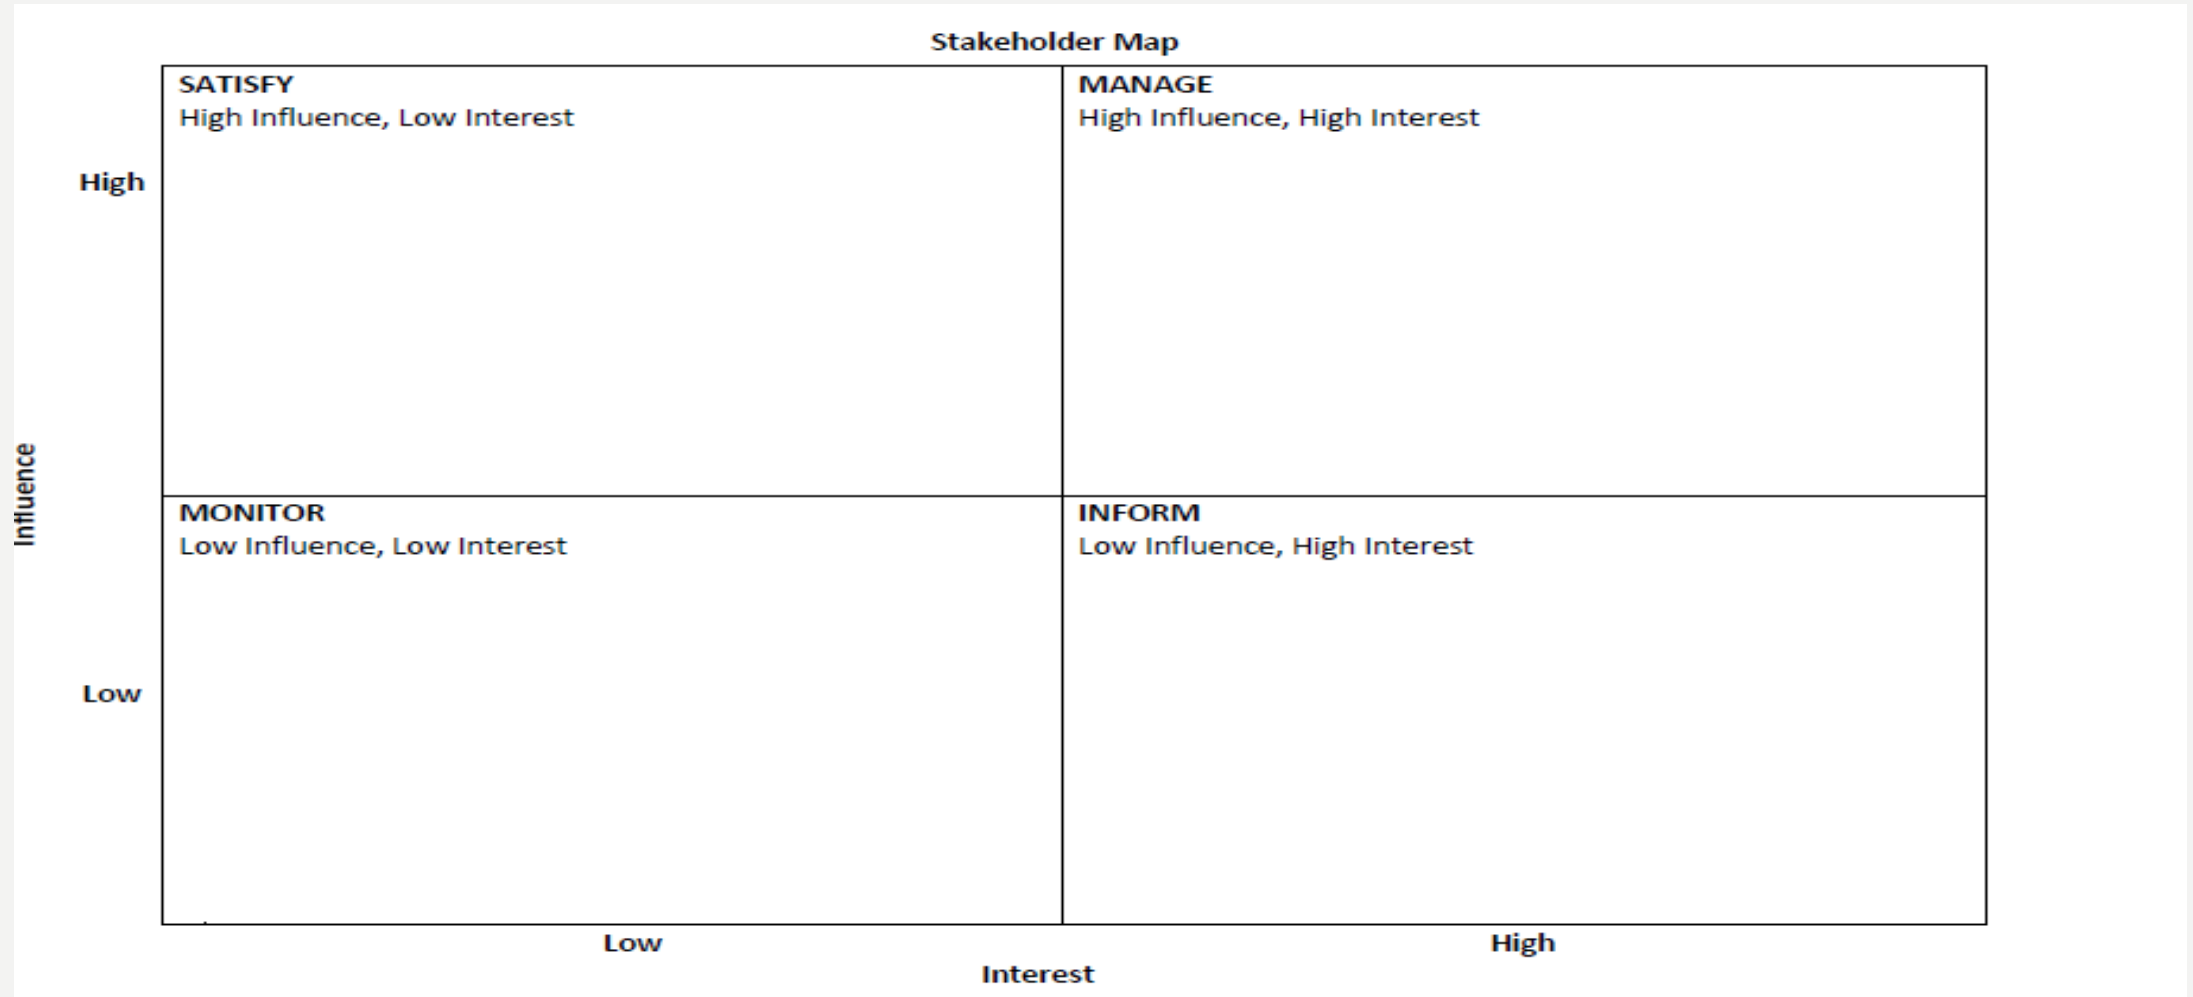 Stakeholder Map
SATISFY
High Influence, Low Interest
MANAGE
High Influence, High Interest
High
Influence
MONITOR
Low Influence, Low Interest
INFORM
Low Influence, High Interest
Low
Low
High
Interest